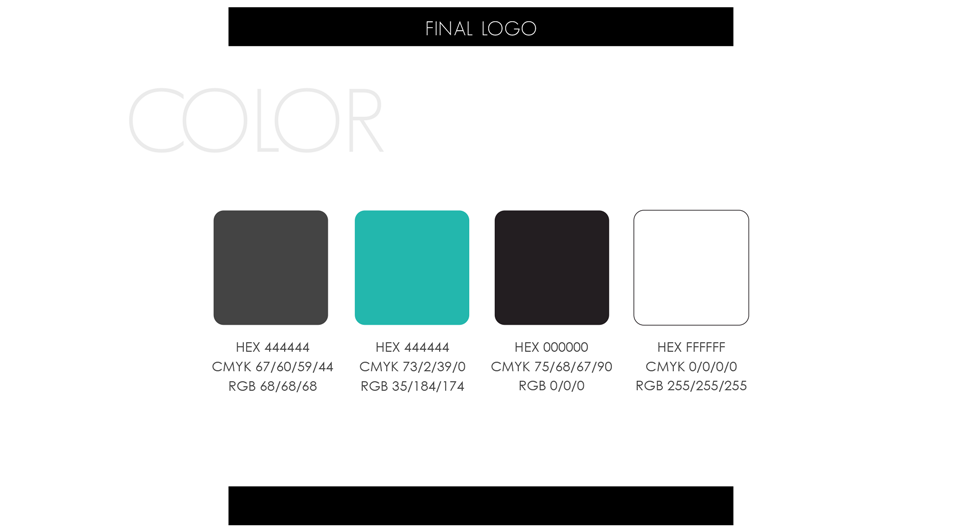 FINAL LOGO
COLOR
HEX 444444
CMYK 67/60/59/44
RGB 68/68/68
HEX 444444
CMYK 73/2/39/0
RGB 35/184/174
HEX 000000
CMYK 75/68/67/90
RGB 0/0/0
HEX FFFFFF
CMYK 0/0/0/0
RGB 255/255/255